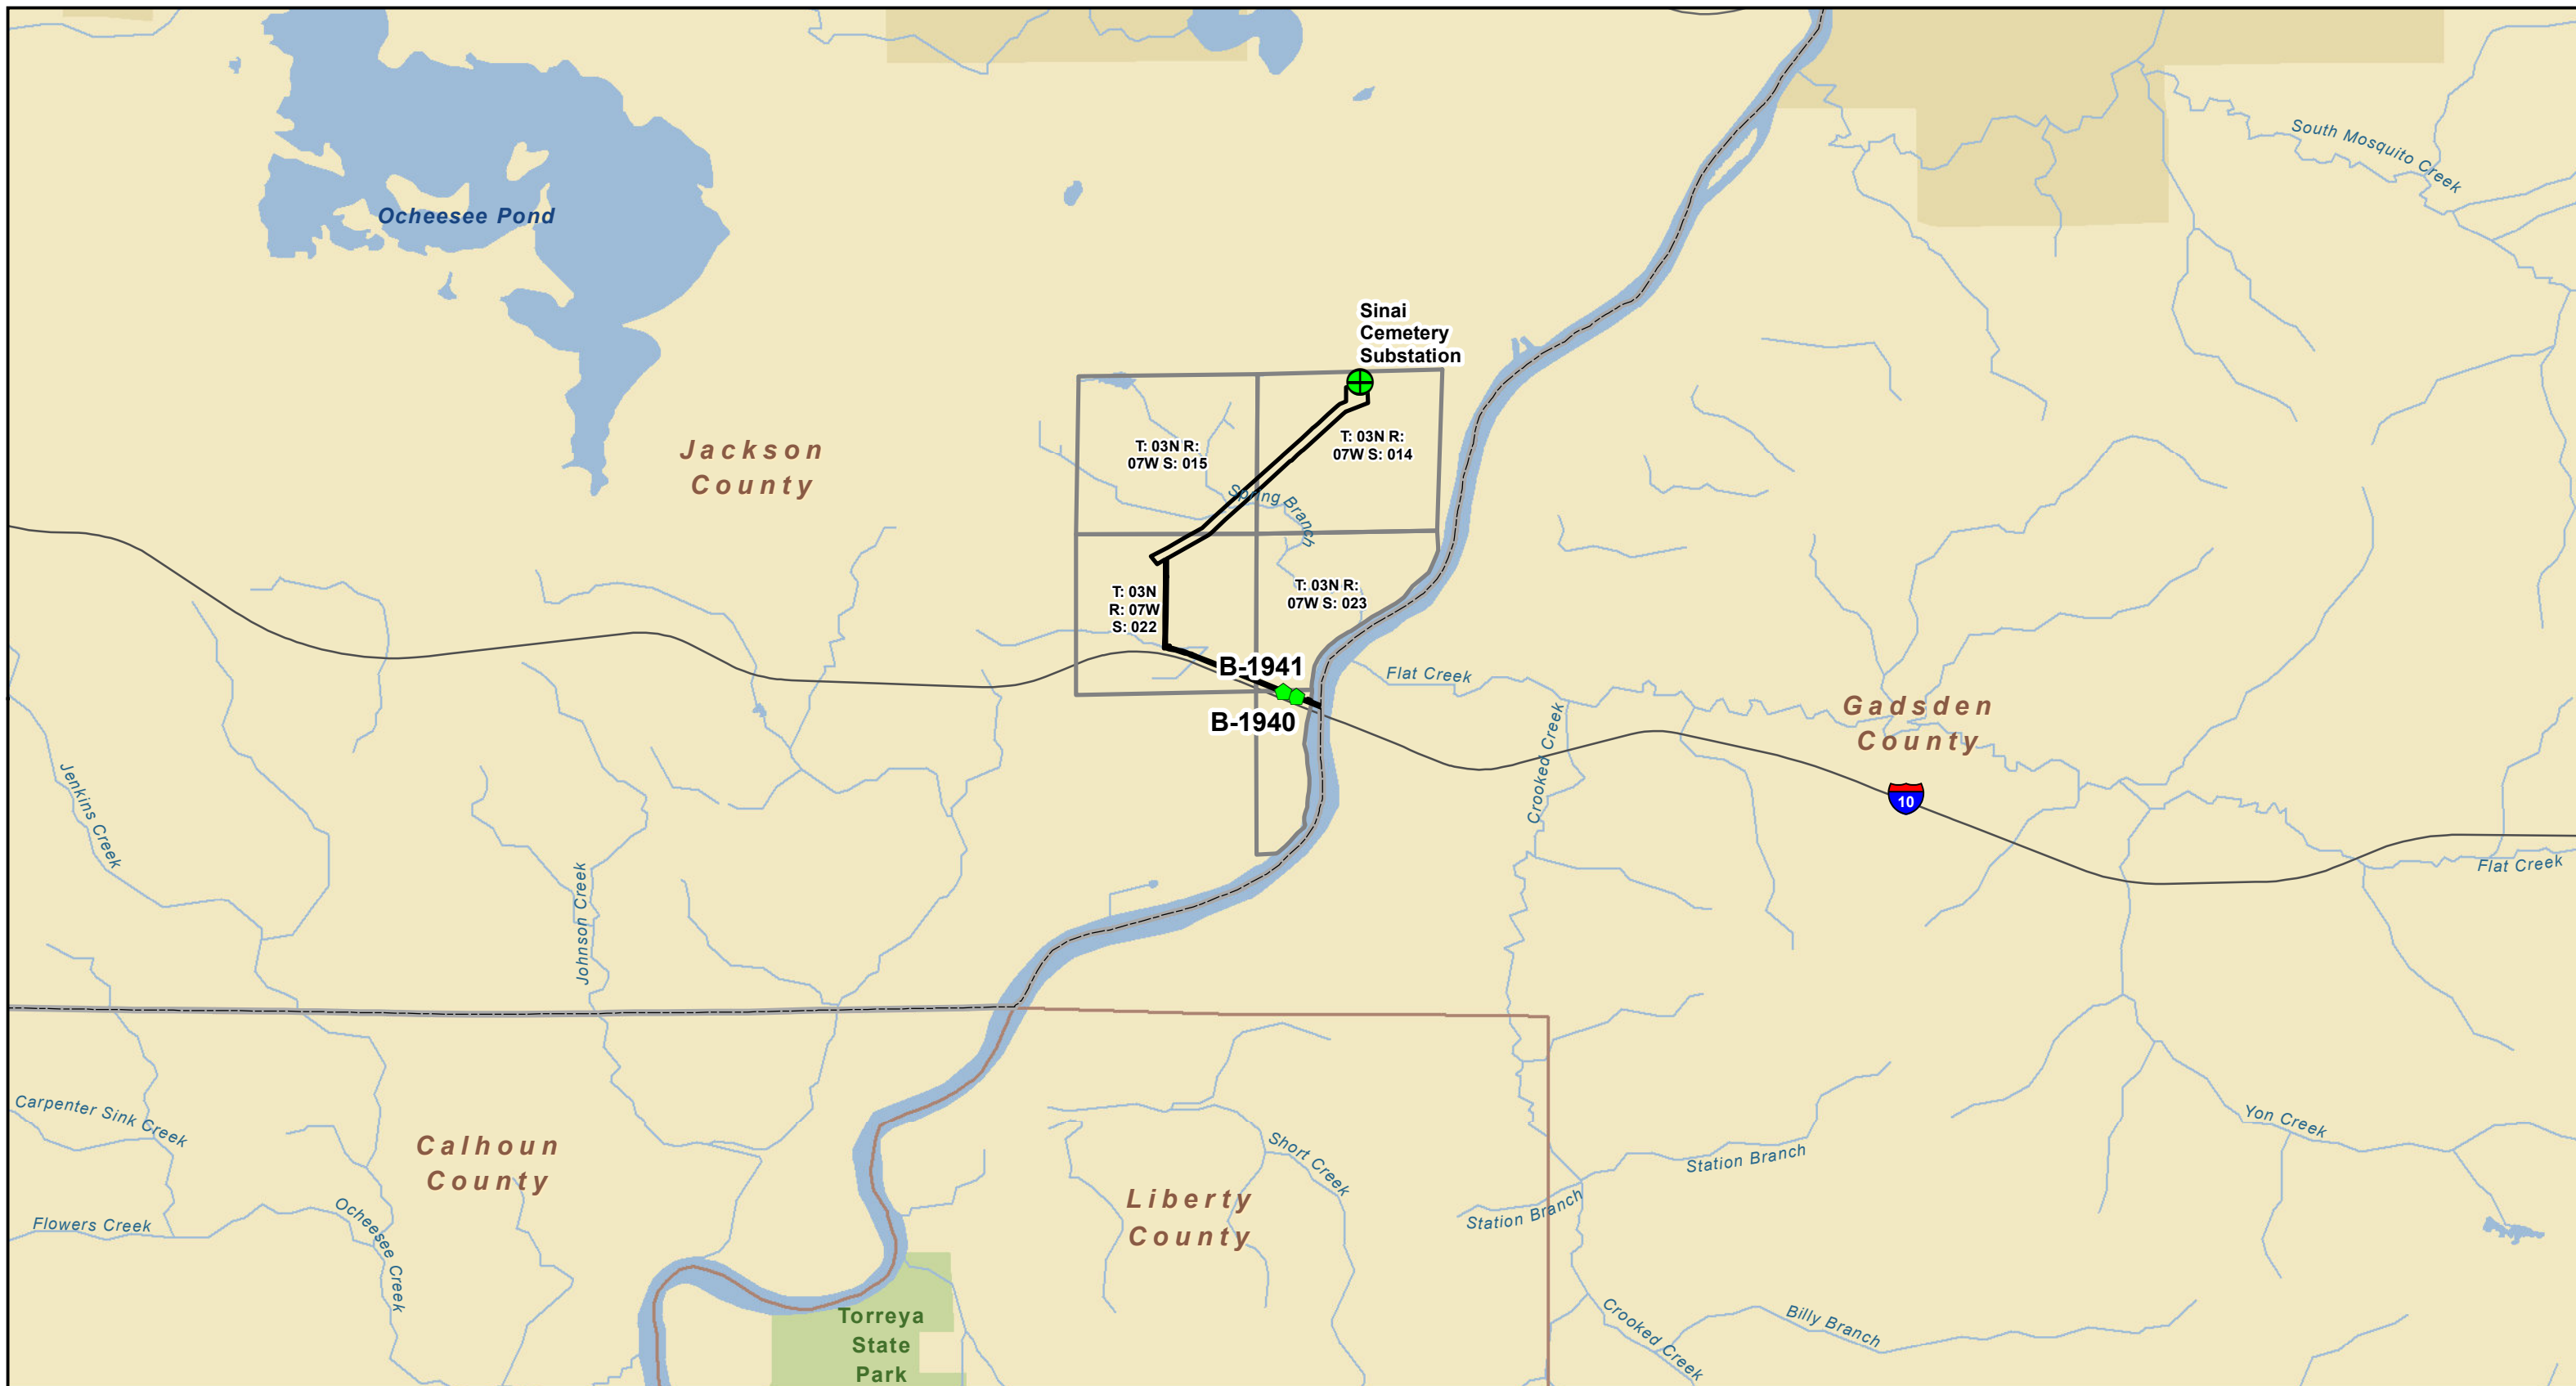 South Mosquito Creek
Ocheesee Pond
Sinai
Cemetery
Substation
Jackson
County
T: 03N R:
07W S: 015
T: 03N R:
07W S: 014
Spring Branch
T: 03N
R: 07W
S: 022
T: 03N R:
07W S: 023
B-1941
B-1940
Flat Creek
Crooked Creek
Gadsden
County
10
Flat Creek
Jenkins Creek
Johnson Creek
Carpenter Sink Creek
Calhoun
County
Flowers Creek
Ocheesee Creek
Short Creek
Liberty
County
Station Branch
Station Branch
Yon Creek
Torreya
State
Park
Crooked Creek
Billy Branch